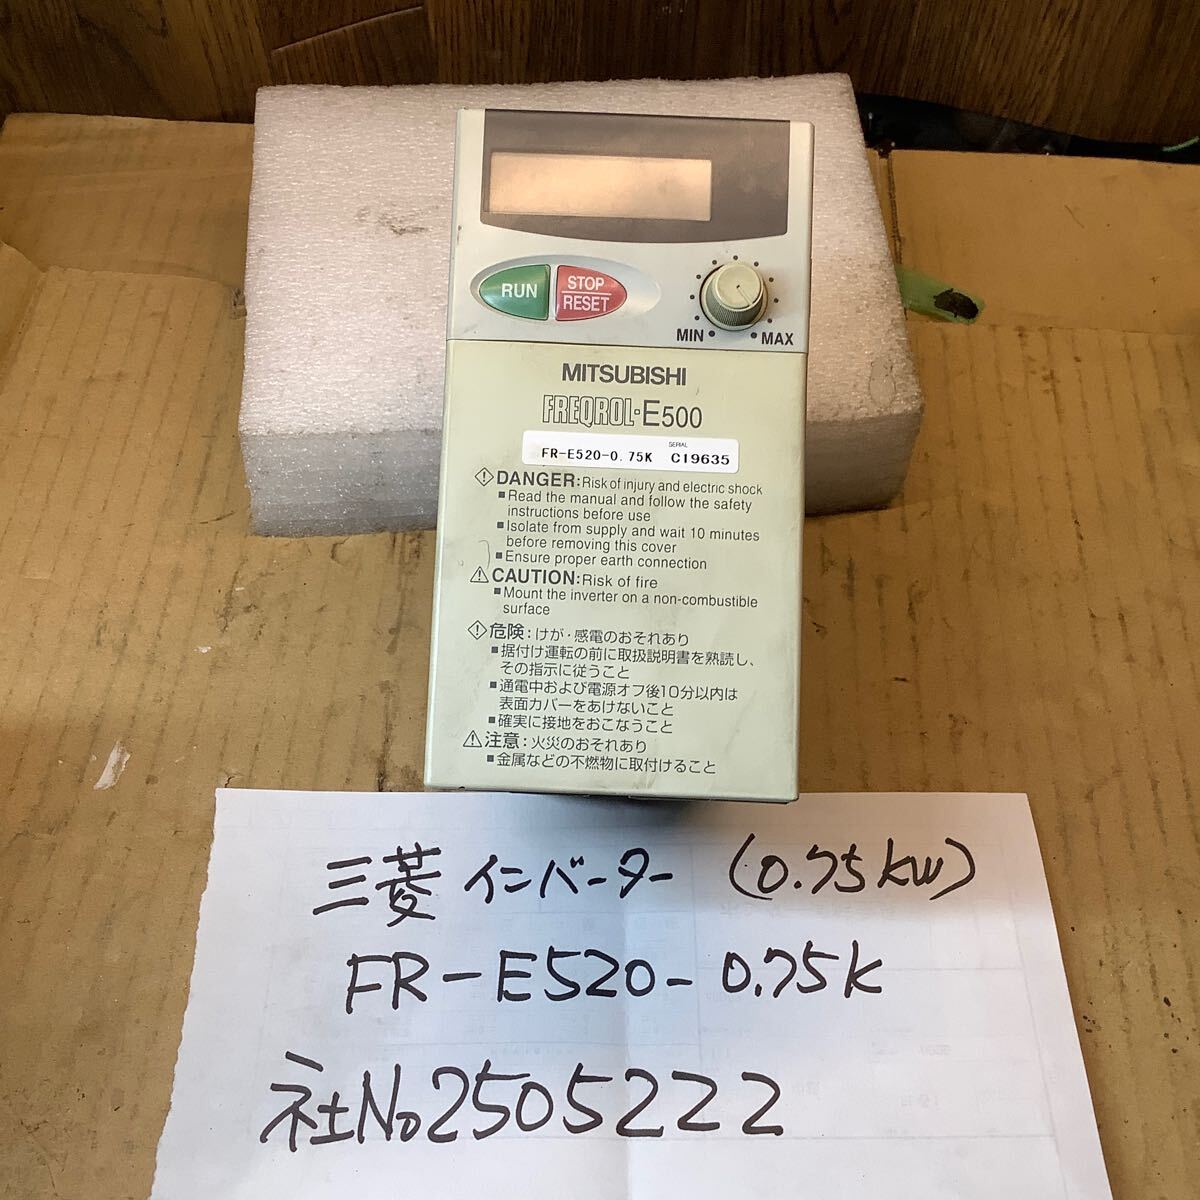 RUN
STOP
RESET
MIN
MAX
MITSUBISHI
FREQROL-E500
SERIAL
FR-E520-0.75K C19635
DANGER: Risk of injury and electric shock
■ Read the manual and follow the safety
instructions before use
■ Isolate from supply and wait 10 minutes
before removing this cover
■ Ensure proper earth connection
CAUTION: Risk of fire
■ Mount the inverter on a non-combustible
surface
危険：けが・感電のおそれあり
■据付け運転の前に取扱説明書を熟読し、
その指示に従うこと
■通電中および電源オフ後10分以内は
表面カバーをあけないこと
■確実に接地をおこなうこと
注意：火災のおそれあり
■金属などの不燃物に取付けること
三菱 インバーター (0.75kW)
FR-E520-0.75K
社No2505222